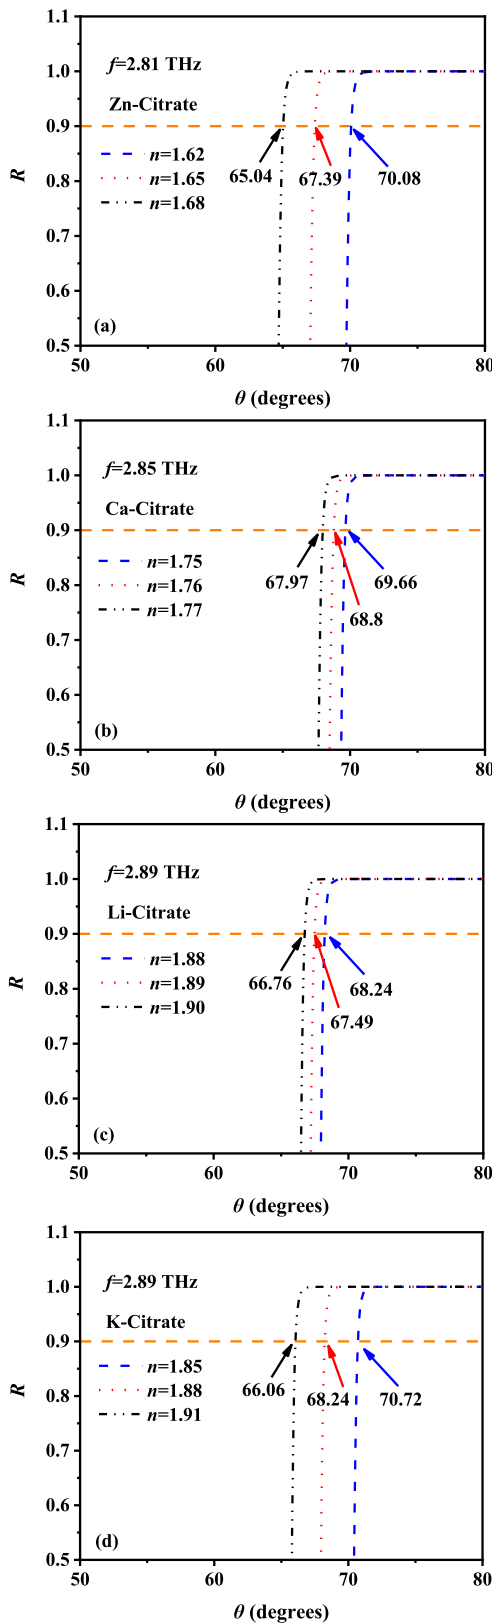 1.1
1.0
0.9
0.8
0.7
0.6
0.5
R
f=2.81 THz
Zn-Citrate
n=1.62
n=1.65
n=1.68
65.04
67.39
70.08
(a)
50
60
70
80
θ (degrees)
1.1
1.0
0.9
0.8
0.7
0.6
0.5
R
f=2.85 THz
Ca-Citrate
n=1.75
n=1.76
n=1.77
67.97
69.66
68.8
(b)
50
60
70
80
θ (degrees)
1.1
1.0
0.9
0.8
0.7
0.6
0.5
R
f=2.89 THz
Li-Citrate
n=1.88
n=1.89
n=1.90
66.76
68.24
67.49
(c)
50
60
70
80
θ (degrees)
1.1
1.0
0.9
0.8
0.7
0.6
0.5
R
f=2.89 THz
K-Citrate
n=1.85
n=1.88
n=1.91
66.06
68.24
70.72
(d)
50
60
70
80
θ (degrees)